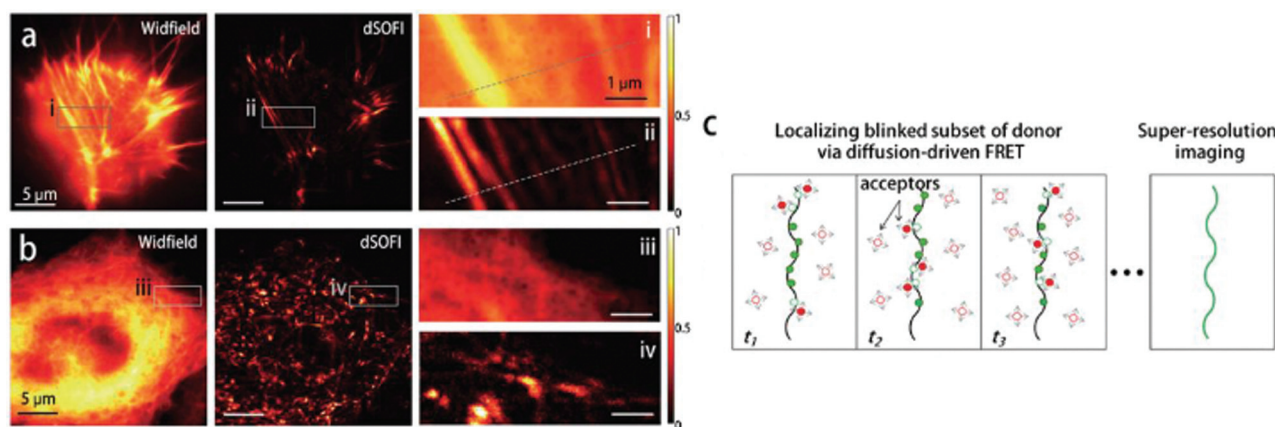 a
Widfield
i
5 µm
dSOFI
ii
i
1 µm
ii
1
0.5
0
b
Widfield
iii
5 µm
dSOFI
iv
iii
iv
1
0.5
0
c
Localizing blinked subset of donor
via diffusion-driven FRET
acceptors
t1
t2
t3
Super-resolution
imaging